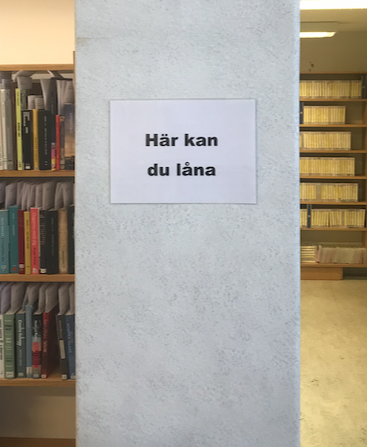 Här kan
du låna